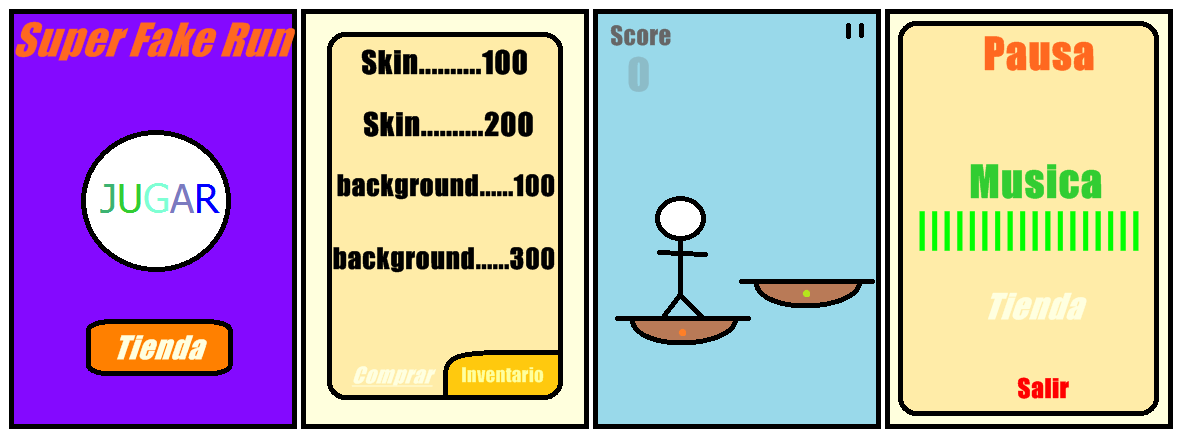 Super Fake Run
JUGAR
Tienda
Skin..........100
Skin..........200
background......100
background......300
Comprar
Inventario
Score
0
Pausa
Musica
Tienda
Salir